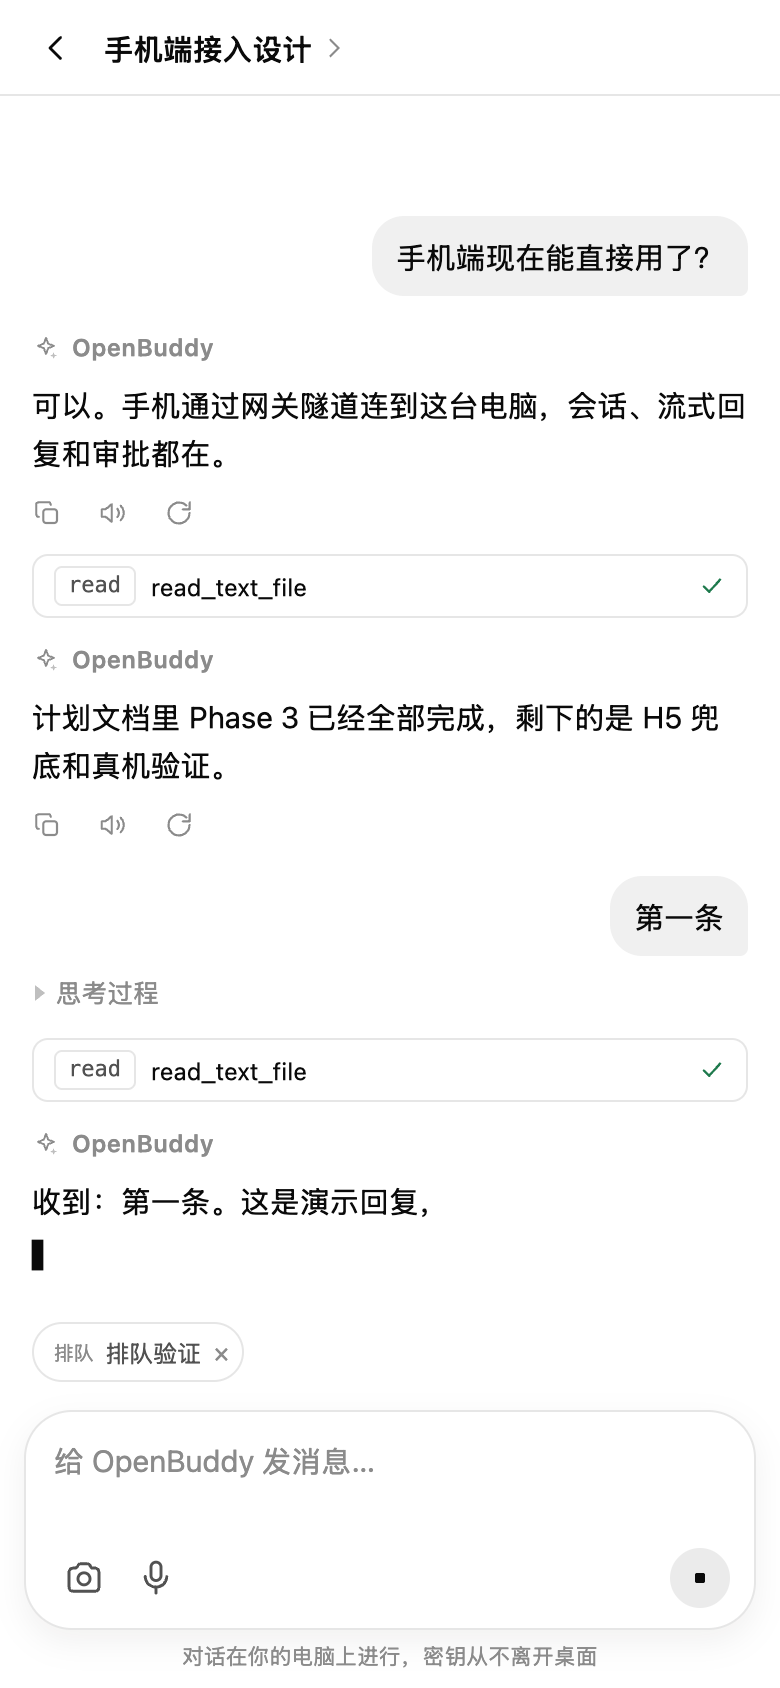 手机端接入设计
手机端现在能直接用了?
OpenBuddy
可以。手机通过网关隧道连到这台电脑，会话、流式回
复和审批都在。
read read_text_file
OpenBuddy
计划文档里 Phase 3 已经全部完成，剩下的是 H5 兜
底和真机验证。
第一条
思考过程
read read_text_file
OpenBuddy
收到：第一条。这是演示回复，
排队 排队验证 ×
给 OpenBuddy 发消息...
对话在你的电脑上进行，密钥从不离开桌面